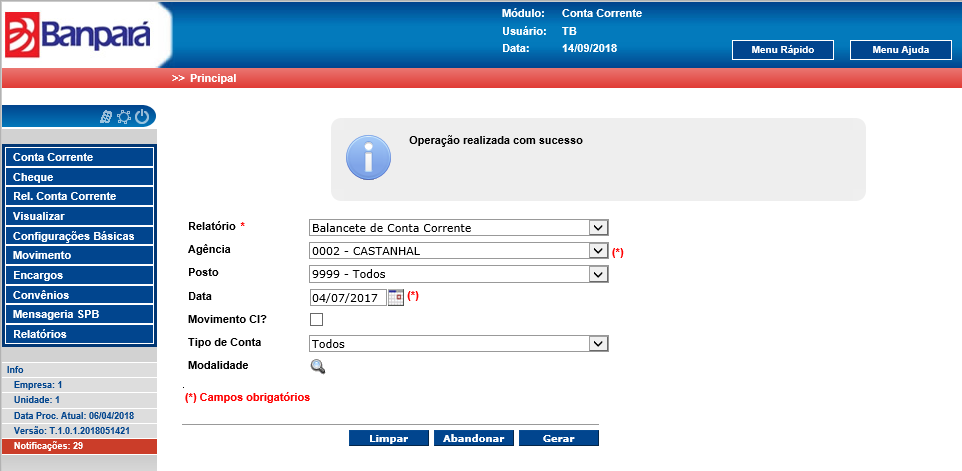 Banpará
Módulo: Conta Corrente
Usuário: TB
Data: 14/09/2018
Menu Rápido
Menu Ajuda
>> Principal
Conta Corrente
Cheque
Rel. Conta Corrente
Visualizar
Configurações Básicas
Movimento
Encargos
Convênios
Mensageria SPB
Relatórios
Info
Empresa: 1
Unidade: 1
Data Proc. Atual: 06/04/2018
Versão: T.1.0.1.2018051421
Notificações: 29
i
Operação realizada com sucesso
Relatório * Balancete de Conta Corrente
Agência 0002 - CASTANHAL (*)
Posto 9999 - Todos
Data 04/07/2017 (*)
Movimento CI?
Tipo de Conta Todos
Modalidade
.
(*) Campos obrigatórios
Limpar Abandonar Gerar